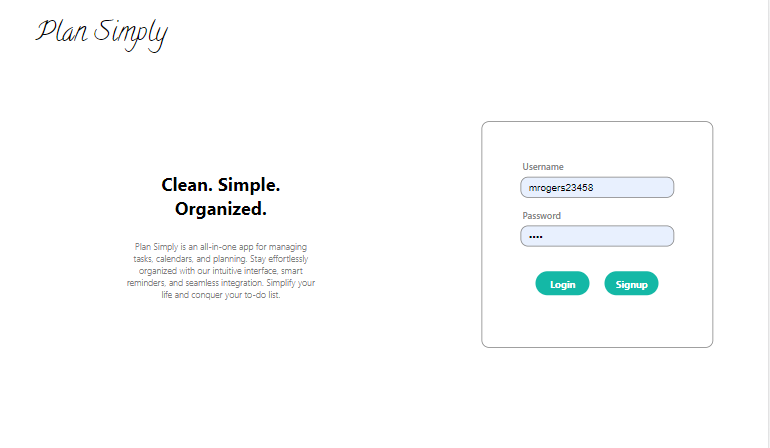 Plan Simply
Clean. Simple.
Organized.
Plan Simply is an all-in-one app for managing
tasks, calendars, and planning. Stay effortlessly
organized with our intuitive interface, smart
reminders, and seamless integration. Simplify your
life and conquer your to-do list.
Username
mrogers23458
Password
••••
Login Signup